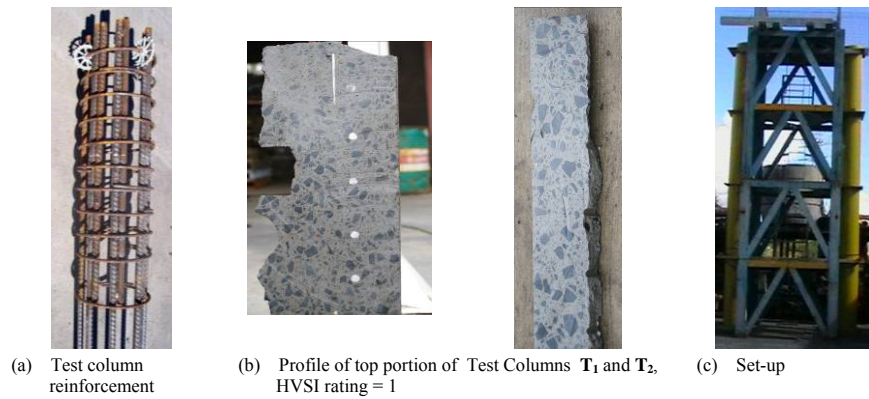 (a) Test column
reinforcement
(b) Profile of top portion of Test Columns T₁ and T₂,
HVSI rating = 1
(c) Set-up